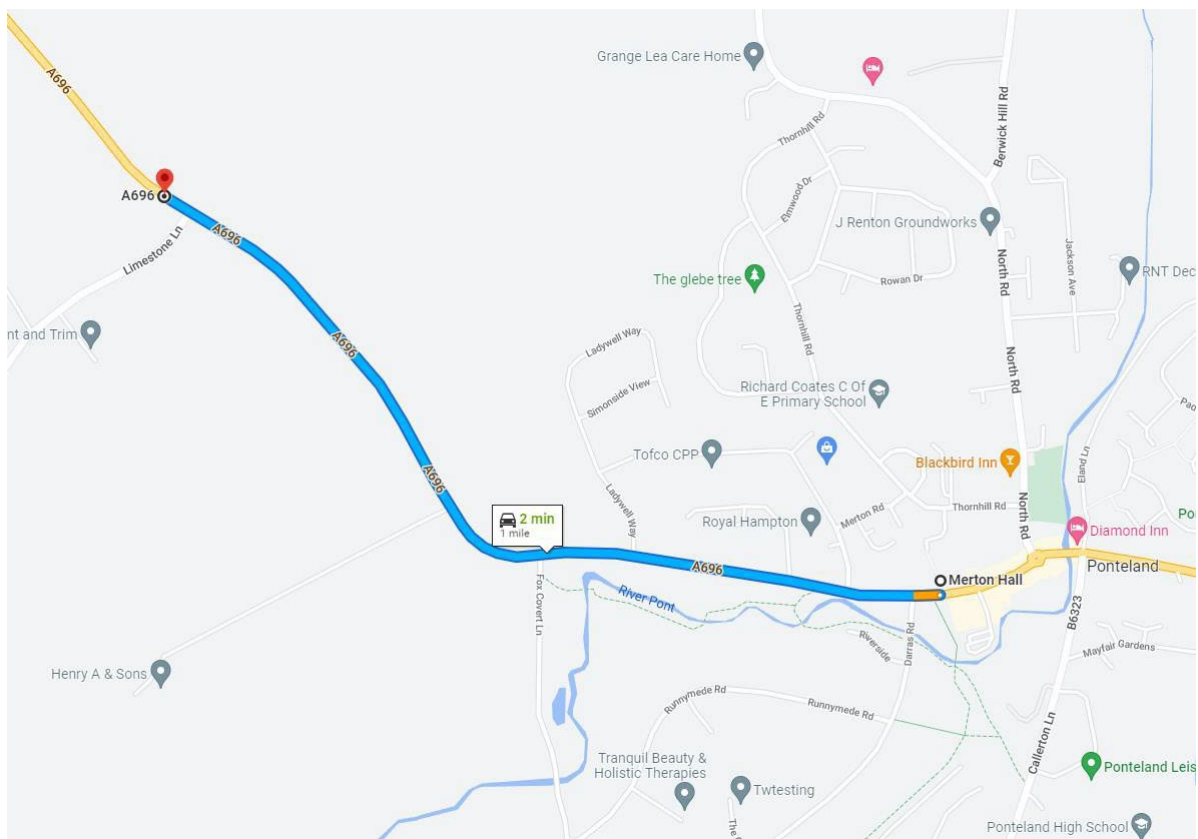 A696
Grange Lea Care Home
Berwick Hill Rd
Thornhill Rd
A696
Elmwood Dr
J Renton Groundworks
A696
Limestone Ln
Jackson Ave
The glebe tree
Rowan Dr
North Rd
RNT Dec
nt and Trim
A696
Ladywell Way
Thornhill Rd
North Rd
Simonside View
Richard Coates C Of
E Primary School
Pad
A696
Tofco CPP
Blackbird Inn
Eland Ln
2 min
1 mile
Ladywell Way
Royal Hampton
Merton Rd
Thornhill Rd
North Rd
Por
Diamond Inn
A696
Ponteland
Merton Hall
Fox Covert Ln
River Pont
B6323
Riverside
Darras Rd
Mayfair Gardens
Henry A & Sons
Runnymede Rd
Runnymede Rd
Callerton Ln
Tranquil Beauty &
Holistic Therapies
Twtesting
Ponteland Leis
The G
Ponteland High School